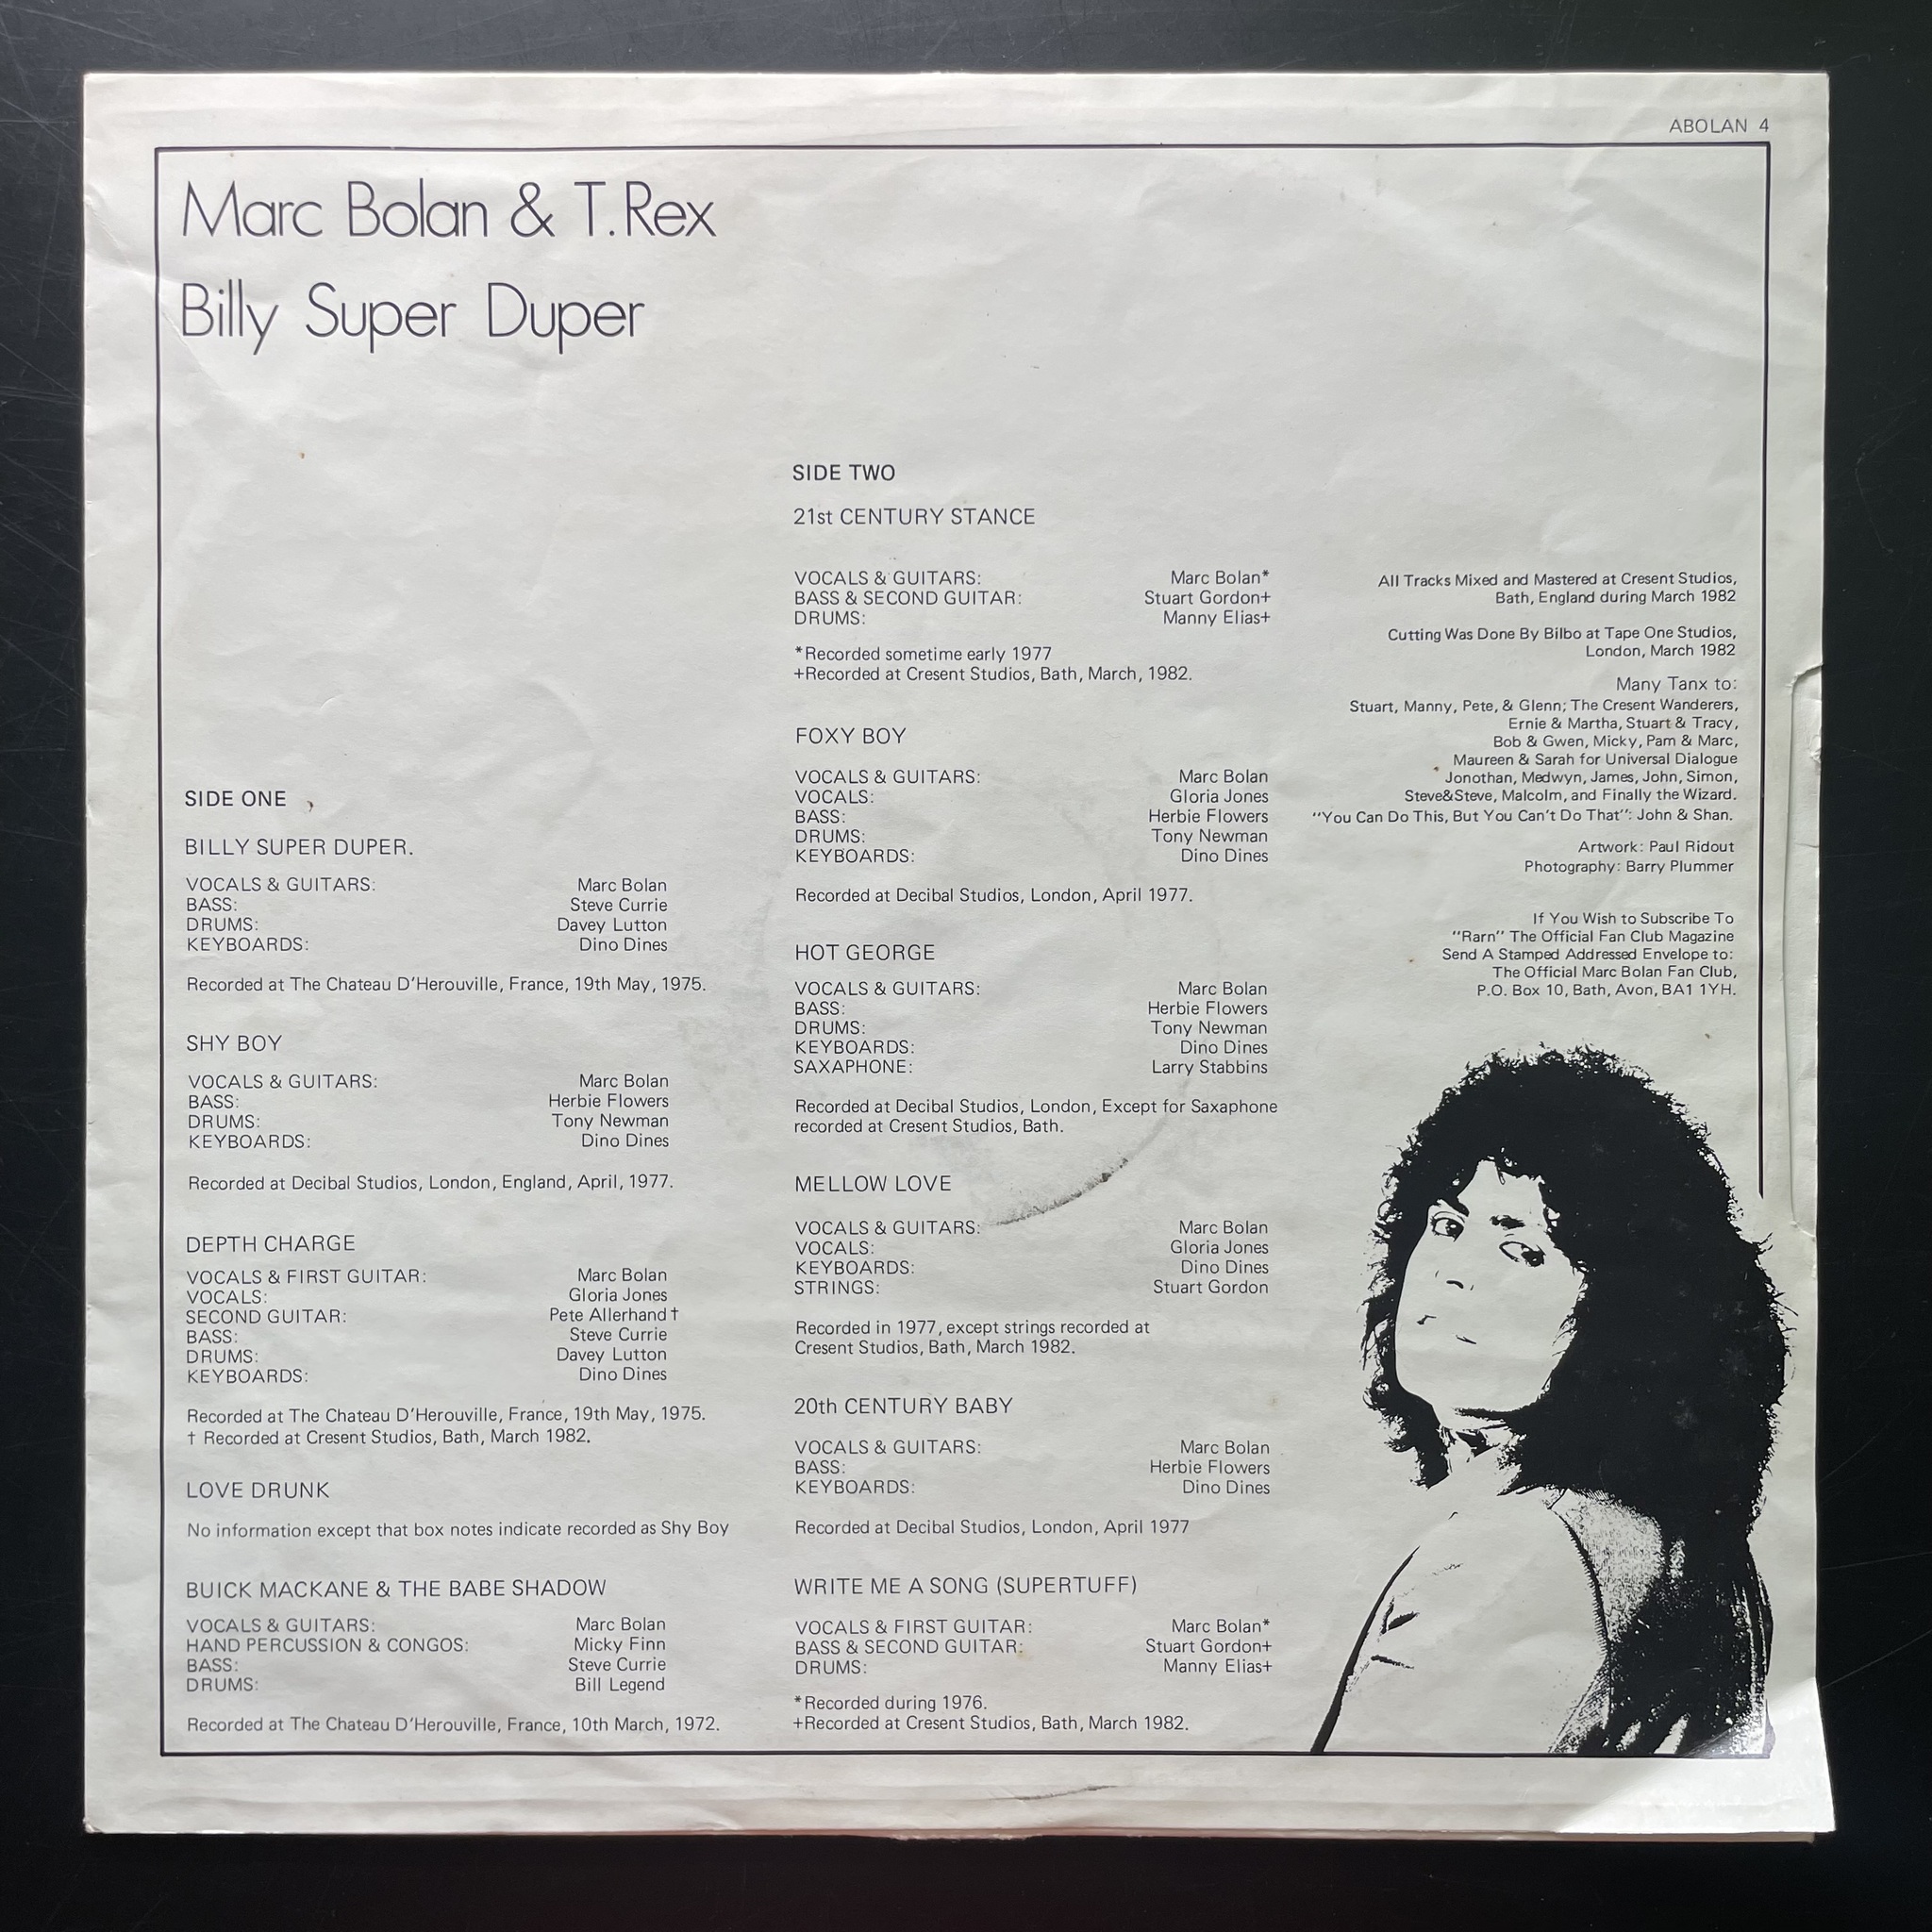 ABOLAN 4
Marc Bolan & T. Rex
Billy Super Duper
SIDE ONE
BILLY SUPER DUPER.
VOCALS & GUITARS: Marc Bolan
BASS: Steve Currie
DRUMS: Davey Lutton
KEYBOARDS: Dino Dines
Recorded at The Chateau D'Herouville, France, 19th May, 1975.
SHY BOY
VOCALS & GUITARS: Marc Bolan
BASS: Herbie Flowers
DRUMS: Tony Newman
KEYBOARDS: Dino Dines
Recorded at Decibal Studios, London, England, April, 1977.
DEPTH CHARGE
VOCALS & FIRST GUITAR: Marc Bolan
VOCALS: Gloria Jones
SECOND GUITAR: Pete Allerhand †
BASS: Steve Currie
DRUMS: Davey Lutton
KEYBOARDS: Dino Dines
Recorded at The Chateau D'Herouville, France, 19th May, 1975.
† Recorded at Cresent Studios, Bath, March 1982.
LOVE DRUNK
No information except that box notes indicate recorded as Shy Boy
BUICK MACKANE & THE BABE SHADOW
VOCALS & GUITARS: Marc Bolan
HAND PERCUSSION & CONGOS: Micky Finn
BASS: Steve Currie
DRUMS: Bill Legend
Recorded at The Chateau D'Herouville, France, 10th March, 1972.
SIDE TWO
21st CENTURY STANCE
VOCALS & GUITARS: Marc Bolan*
BASS & SECOND GUITAR: Stuart Gordon+
DRUMS: Manny Elias+
*Recorded sometime early 1977
+Recorded at Cresent Studios, Bath, March, 1982.
FOXY BOY
VOCALS & GUITARS: Marc Bolan
VOCALS: Gloria Jones
BASS: Herbie Flowers
DRUMS: Tony Newman
KEYBOARDS: Dino Dines
Recorded at Decibal Studios, London, April 1977.
HOT GEORGE
VOCALS & GUITARS: Marc Bolan
BASS: Herbie Flowers
DRUMS: Tony Newman
KEYBOARDS: Dino Dines
SAXAPHONE: Larry Stabbins
Recorded at Decibal Studios, London, Except for Saxaphone
recorded at Cresent Studios, Bath.
MELLOW LOVE
VOCALS & GUITARS: Marc Bolan
VOCALS: Gloria Jones
KEYBOARDS: Dino Dines
STRINGS: Stuart Gordon
Recorded in 1977, except strings recorded at
Cresent Studios, Bath, March 1982.
20th CENTURY BABY
VOCALS & GUITARS: Marc Bolan
BASS: Herbie Flowers
KEYBOARDS: Dino Dines
Recorded at Decibal Studios, London, April 1977
WRITE ME A SONG (SUPERTUFF)
VOCALS & FIRST GUITAR: Marc Bolan*
BASS & SECOND GUITAR: Stuart Gordon+
DRUMS: Manny Elias+
*Recorded during 1976.
+Recorded at Cresent Studios, Bath, March 1982.
All Tracks Mixed and Mastered at Cresent Studios,
Bath, England during March 1982
Cutting Was Done By Bilbo at Tape One Studios,
London, March 1982
Many Tanx to:
Stuart, Manny, Pete, & Glenn; The Cresent Wanderers,
Ernie & Martha, Stuart & Tracy,
Bob & Gwen, Micky, Pam & Marc,
Maureen & Sarah for Universal Dialogue
Jonothan, Medwyn, James, John, Simon,
Steve&Steve, Malcolm, and Finally the Wizard.
"You Can Do This, But You Can't Do That": John & Shan.
Artwork: Paul Ridout
Photography: Barry Plummer
If You Wish to Subscribe To
"Rarn" The Official Fan Club Magazine
Send A Stamped Addressed Envelope to:
The Official Marc Bolan Fan Club,
P.O. Box 10, Bath, Avon, BA1 1YH.